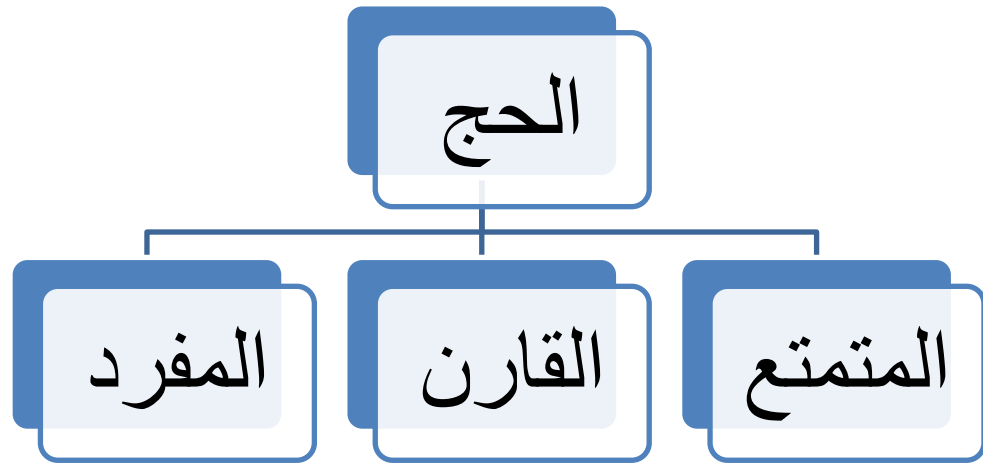 الحج
المتمتع
القارن
المفرد